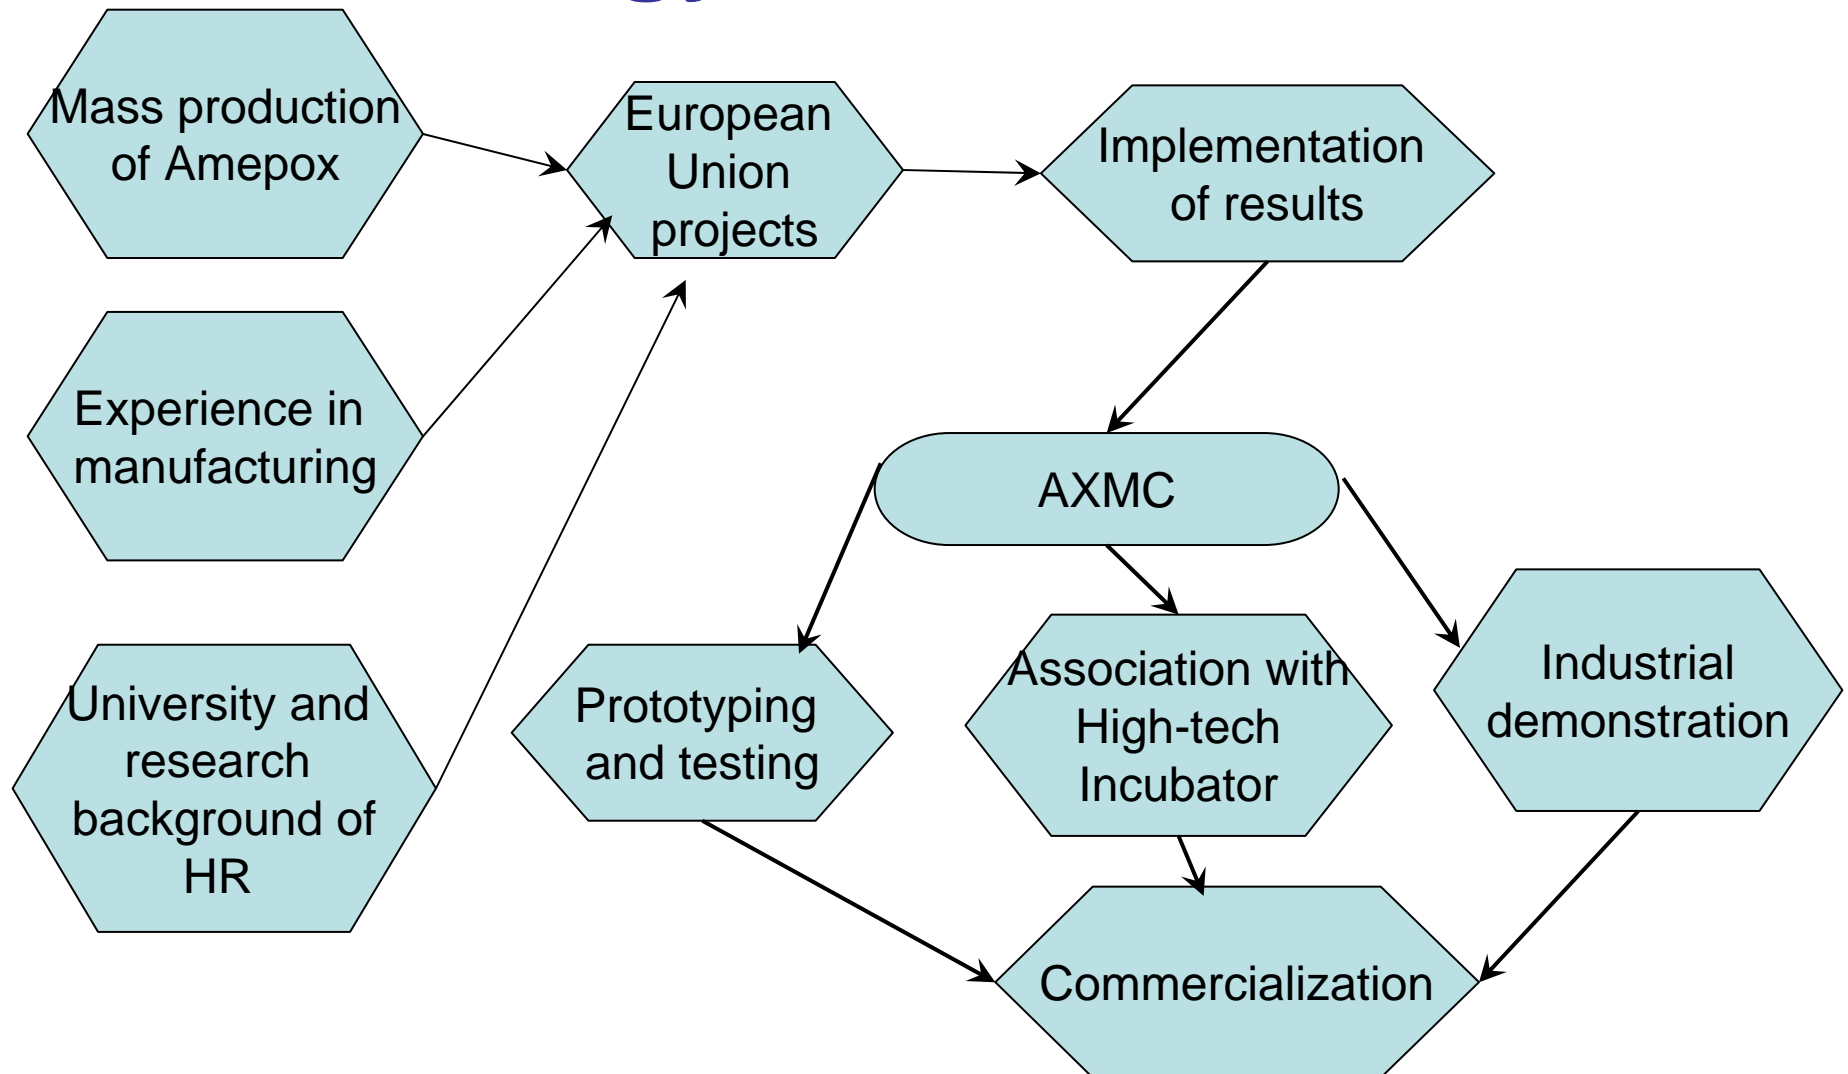 Mass production
of Amepox
European
Union
projects
Implementation
of results
Experience in
manufacturing
AXMC
University and
research
background of
HR
Prototyping
and testing
Association with
High-tech
Incubator
Industrial
demonstration
Commercialization